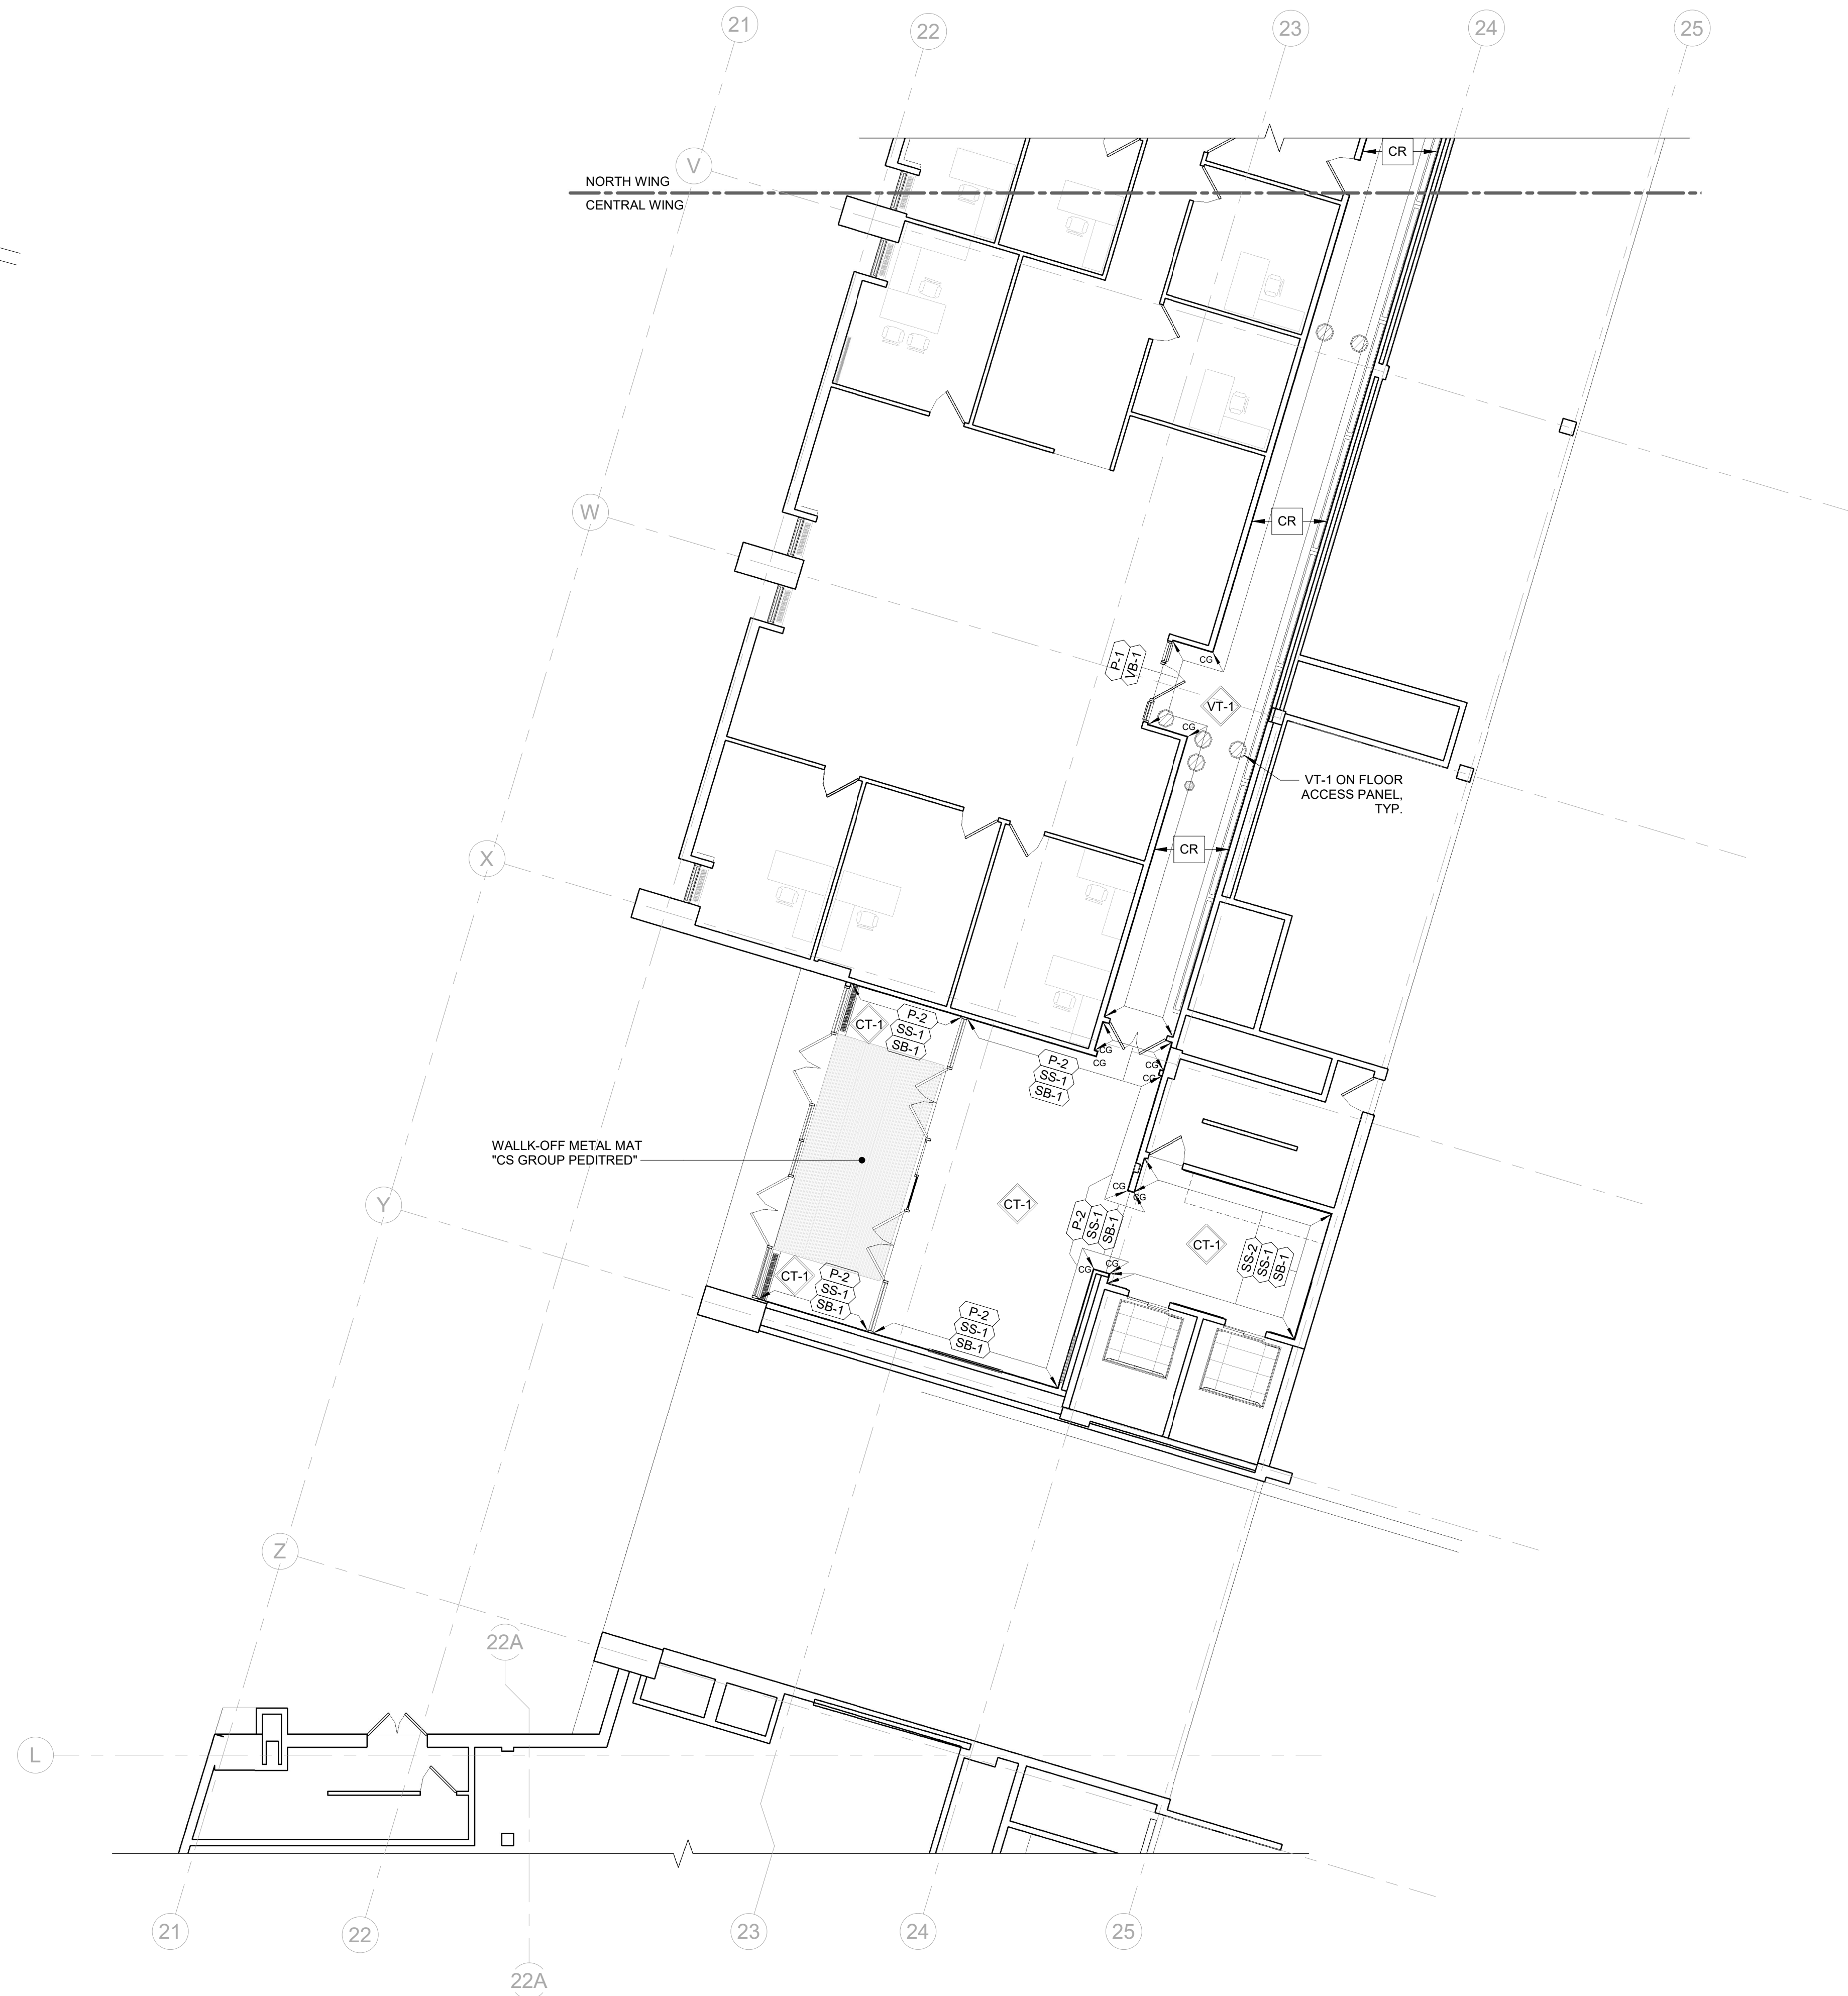 21
22
23
24
25
CR
V
NORTH WING
CENTRAL WING
W
CR
P-1
VB-1
CG
VT-1
CG
VT-1 ON FLOOR
ACCESS PANEL,
TYP.
CR
X
CT-1
P-2
SS-1
SB-1
CG
CG
CG
CG
P-2
SS-1
SB-1
WALLK-OFF METAL MAT
"CS GROUP PEDITRED"
CG
CG
Y
CT-1
P-2
SS-1
SB-1
CT-1
SS-2
SS-1
SB-1
CG
CG
CT-1
P-2
SS-1
SB-1
P-2
SS-1
SB-1
Z
22A
L
21
22
23
24
25
22A